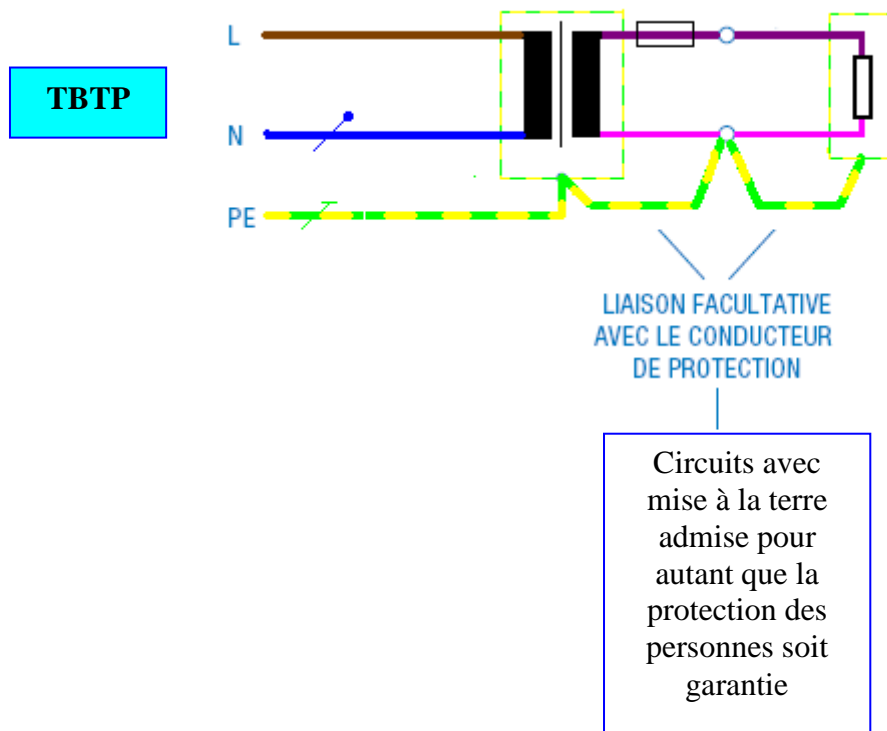 L
TBTP
N
PE
LIAISON FACULTATIVE
AVEC LE CONDUCTEUR
DE PROTECTION
Circuits avec
mise à la terre
admise pour
autant que la
protection des
personnes soit
garantie